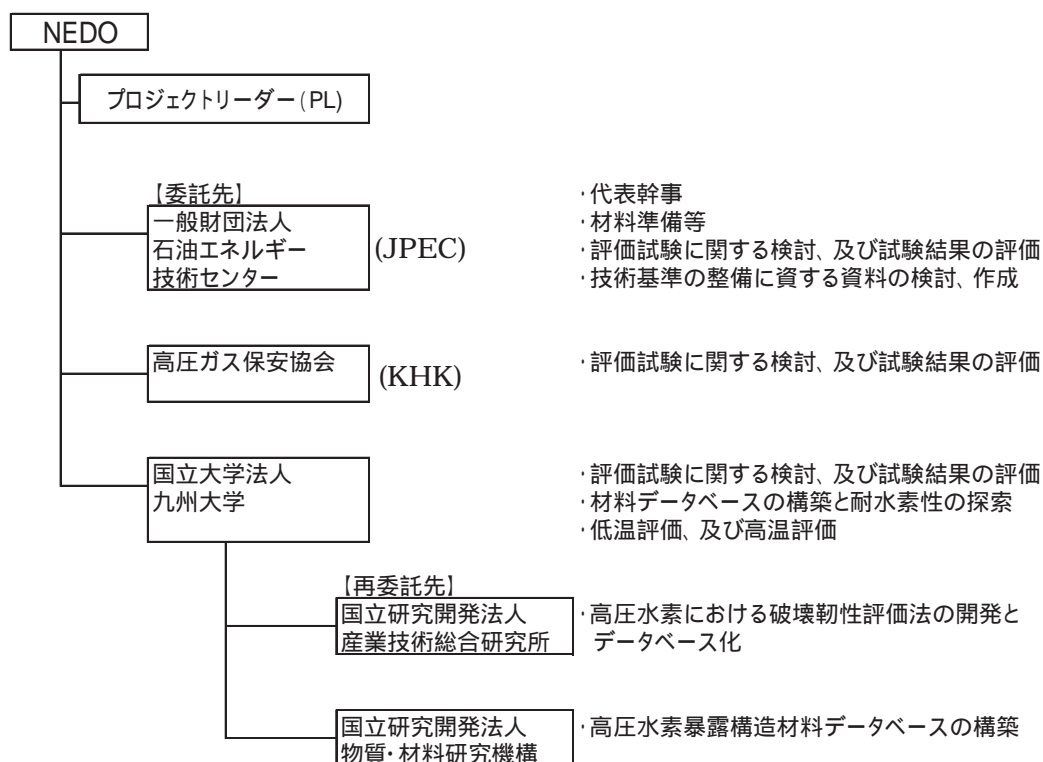 NEDO
プロジェクトリーダー(PL)
【委託先】
一般財団法人
石油エネルギー
技術センター
(JPEC)
・代表幹事
・材料準備等
・評価試験に関する検討、及び試験結果の評価
・技術基準の整備に資する資料の検討、作成
高圧ガス保安協会
(KHK)
・評価試験に関する検討、及び試験結果の評価
国立大学法人
九州大学
・評価試験に関する検討、及び試験結果の評価
・材料データベースの構築と耐水素性の探索
・低温評価、及び高温評価
【再委託先】
国立研究開発法人
産業技術総合研究所
・高圧水素における破壊靭性評価法の開発と
データベース化
国立研究開発法人
物質・材料研究機構
・高圧水素暴露構造材料データベースの構築